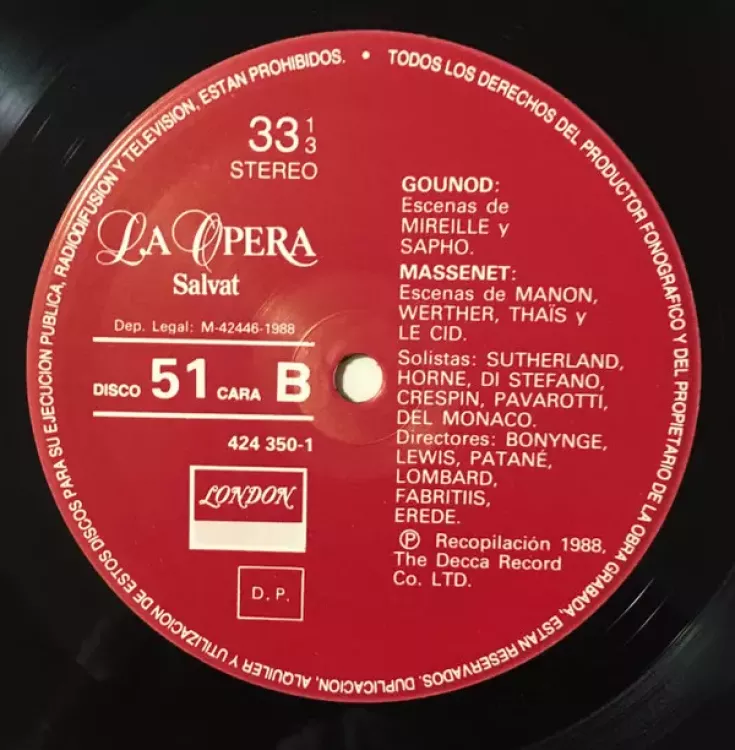 TODOS LOS DERECHOS DEL PRODUCTOR FONOGRAFICO Y DEL PROPIETARIO DE LA OBRA GRABADA, ESTAN RESERVADOS. DUPLICACION, ALQUILER Y UTILIZACION DE ESTOS DISCOS PARA SU EJECUCION PUBLICA, RADIODIFUSION Y TELEVISION, ESTAN PROHIBIDOS. •
33 1/3
STEREO
LA OPERA
Salvat
Dep. Legal: M-42446-1988
DISCO 51 CARA B
424 350-1
LONDON
D. P.
GOUNOD:
Escenas de
MIREILLE y
SAPHO.
MASSENET:
Escenas de MANON,
WERTHER, THAÏS y
LE CID.
Solistas: SUTHERLAND,
HORNE, DI STEFANO,
CRESPIN, PAVAROTTI,
DEL MONACO.
Directores: BONYNGE,
LEWIS, PATANÉ,
LOMBARD,
FABRITIIS,
EREDE.
Ⓟ Recopilación 1988,
The Decca Record
Co. LTD.